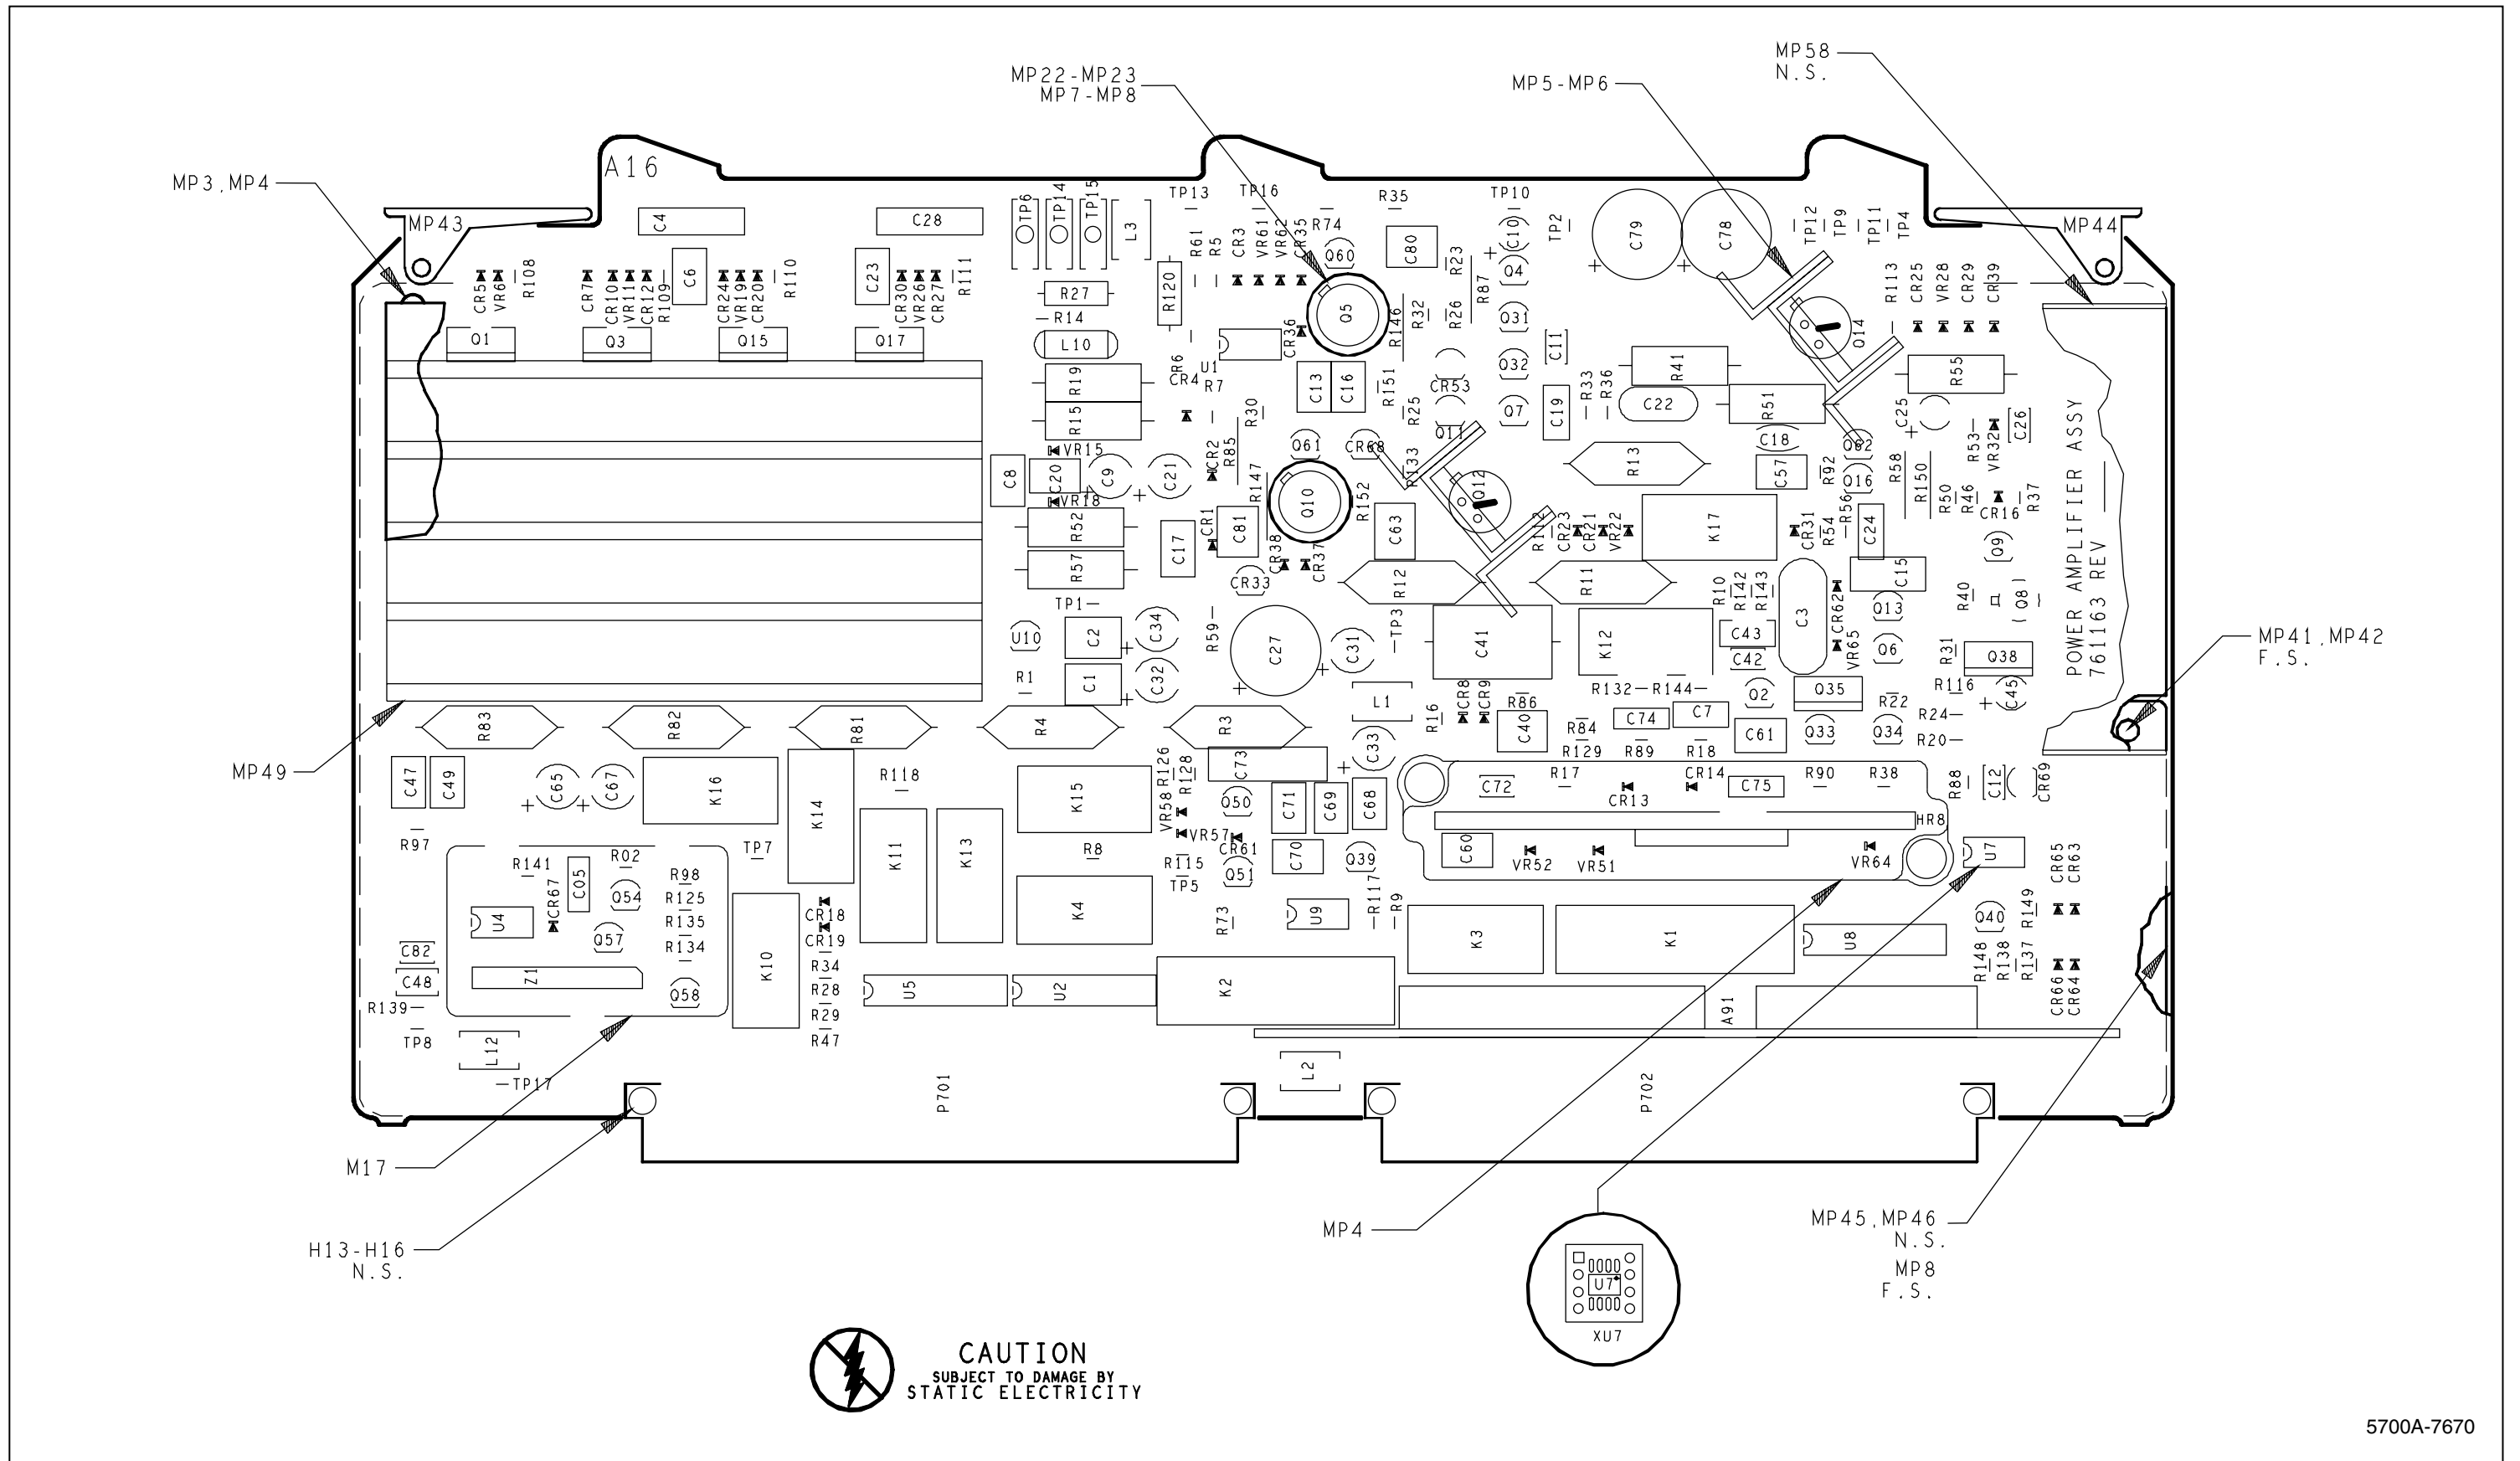 MP58
N.S.
MP22-MP23
MP7-MP8
MP5-MP6
MP3,MP4
A16
MP43
MP44
C4
C28
TP6
TP14
TP15
L3
TP13
TP16
R35
TP10
R74
C10
TP2
C79
C78
TP12
TP9
TP11
TP4
CR5
VR6
R108
CR7
CR10
VR11
CR12
R109
C6
CR24
VR19
CR20
R110
C23
CR30
VR26
CR27
R111
R61
R5
CR3
VR61
VR62
CR35
Q60
C80
R23
R87
Q4
R113
CR25
VR28
CR29
CR39
R27
R120
R14
Q5
R146
R32
R26
Q31
Q14
Q1
Q3
Q15
Q17
L10
CR6
U1
CR36
C11
R19
CR4
R7
C13
C16
R151
CR53
Q32
R33
R36
R41
R55
R15
R30
R25
Q11
Q7
C19
C22
R51
C25
R53
VR32
C26
VR15
CR2
R85
Q61
CR68
R133
C18
Q62
C8
C20
C9
C21
R147
R13
C57
R92
Q16
R58
R150
VR18
Q10
R152
Q12
R50
R46
CR16
R37
R52
C17
CR1
C81
C63
R112
CR23
CR21
VR22
K17
CR31
R54
R56
C24
Q9
R57
CR38
CR37
CR33
R12
R11
R10
R142
R143
C3
CR62
C15
R40
Q8
TP1
Q13
U10
C2
C34
R59
C27
C31
TP3
C41
K12
C43
C42
VR65
Q6
R31
Q38
R1
C1
C32
L1
CR8
CR9
R86
R132
R144
Q2
Q35
R22
R116
C45
R83
R82
R81
R4
R3
C33
R16
C40
R84
C74
C7
C61
Q33
Q34
R24
R20
R129
R89
R18
POWER AMPLIFIER ASSY
761163 REV
MP41,MP42
F.S.
MP49
C47
C49
C65
C67
K16
K14
R118
K15
R126
R128
C73
VR58
Q50
C71
C69
C68
C72
R17
CR13
CR14
C75
R90
R38
R88
C12
CR69
R97
K11
K13
VR57
CR61
HR8
R141
R02
TP7
R8
R115
TP5
Q51
C70
Q39
C60
VR52
VR51
VR64
U7
CR65
CR63
CR67
C05
Q54
R98
R125
R135
R134
U4
Q57
K10
CR18
CR19
K4
R73
U9
R117
R9
K3
K1
U8
Q40
R149
C82
C48
Z1
Q58
R34
R28
R29
R47
U5
U2
K2
R148
R138
R137
CR66
CR64
R139
TP8
L12
TP17
A91
L2
P701
P702
M17
H13-H16
N.S.
MP4
MP45,MP46
N.S.
MP8
F.S.
U7
XU7
CAUTION
SUBJECT TO DAMAGE BY
STATIC ELECTRICITY
5700A-7670